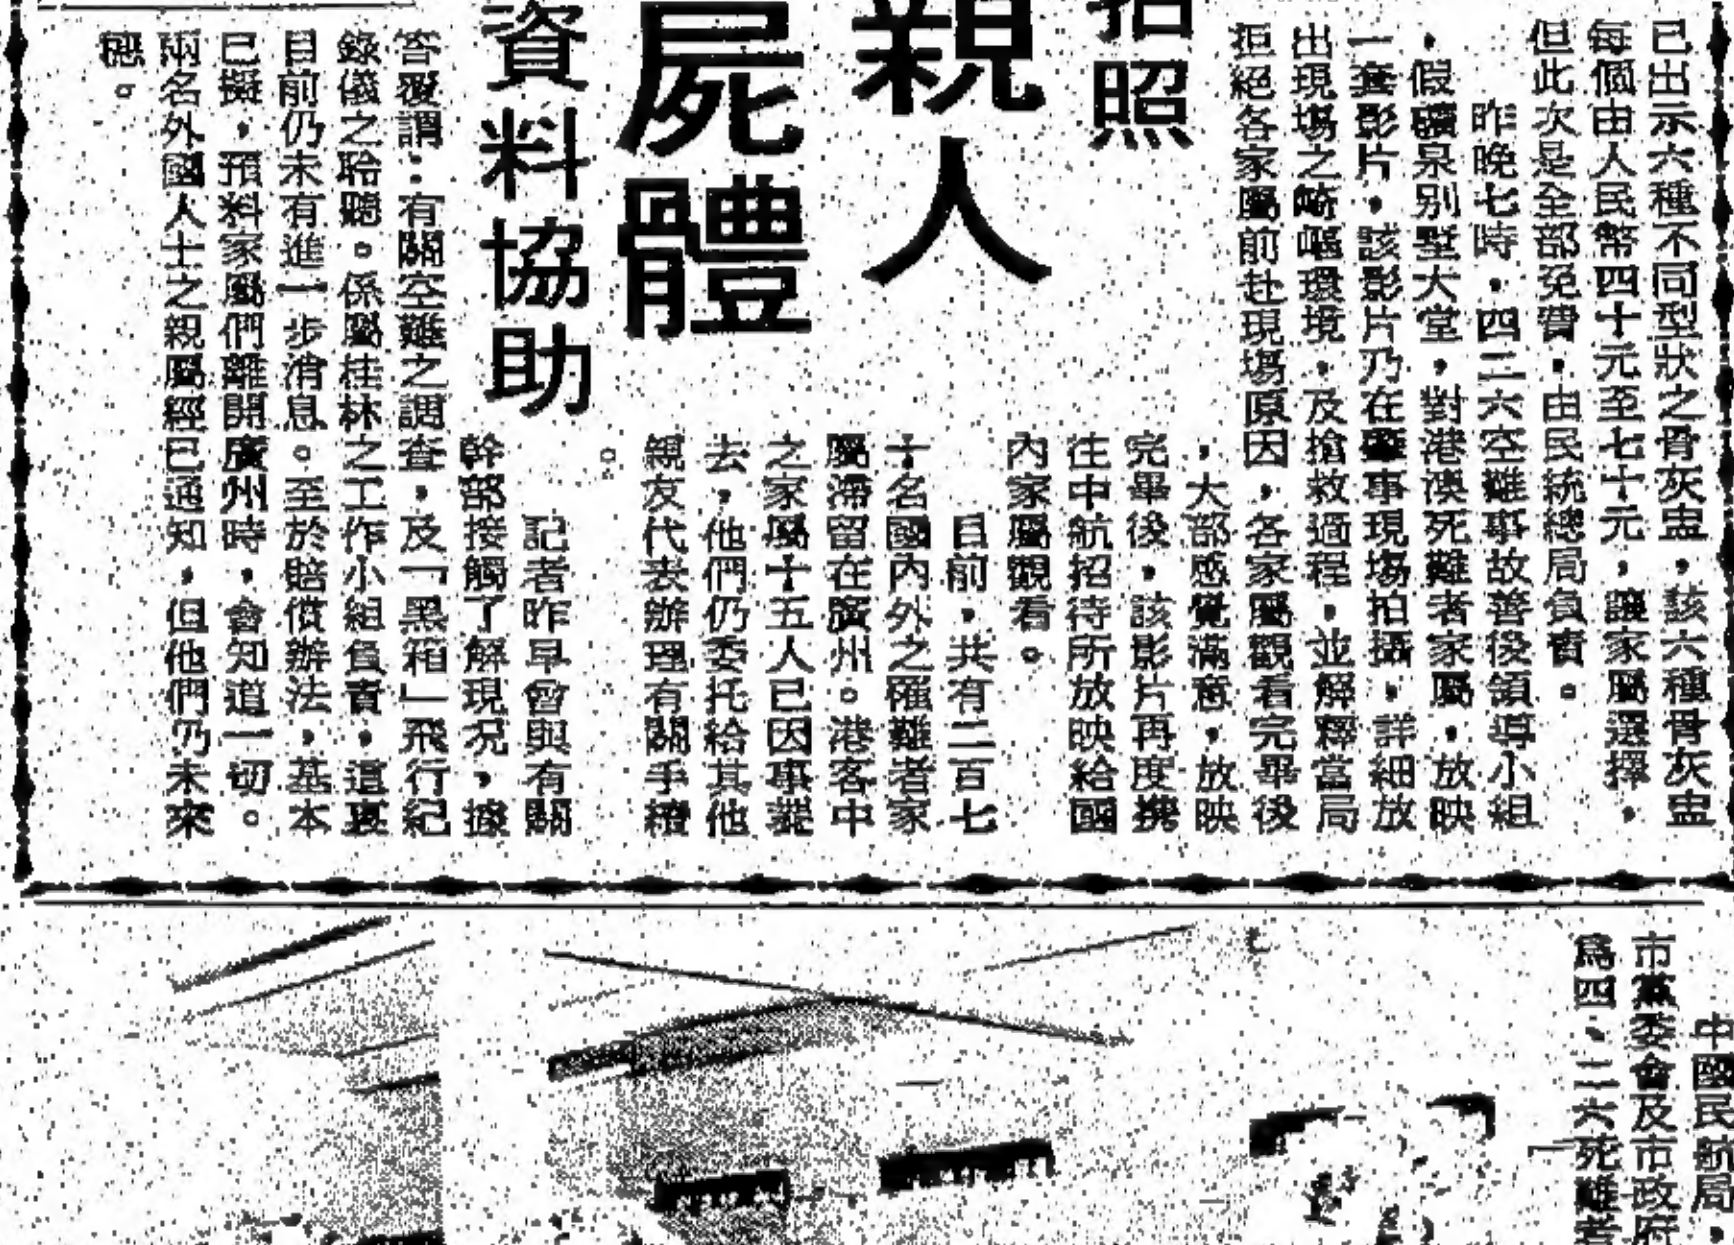 已出示六種不同型狀之骨灰盅，該六種骨灰盅
每個由人民幣四十元至七十元，讓家屬選擇，
但此次是全部免費，由民統總局負責。
昨晚七時，四二六空難事故善後領導小組
，假礦泉別墅大堂，對港澳死難者家屬，放映
一套影片，該影片乃在肇事現場拍攝，詳細放
出現場之崎嶇環境，及搶救過程，並解釋當局
拒絕各家屬前赴現場原因，各家屬觀看完畢後
，大部感覺滿意，放映
完畢後，該影片再度携
往中航招待所放映給國
內家屬觀看。
目前，共有二百七
十名國內外之罹難者家
屬滯留在廣州。港客中
之家屬十五人已因事離
去，他們仍委托給其他
親友代表辦理有關手續
。
記者昨早曾與有關
幹部接觸了解現況，據
答覆謂：有關空難之調查，及「黑箱」飛行紀
錄儀之聆聽。係屬桂林之工作小組負責，這裏
目前仍未有進一步消息。至於賠償辦法，基本
已擬，預料家屬們離開廣州時，會知道一切。
兩名外國人士之親屬經已通知，但他們仍未來
穗。
拍照
親人
屍體
資料協助
中國民航局，
市黨委會及市政府
為四·二六死難者